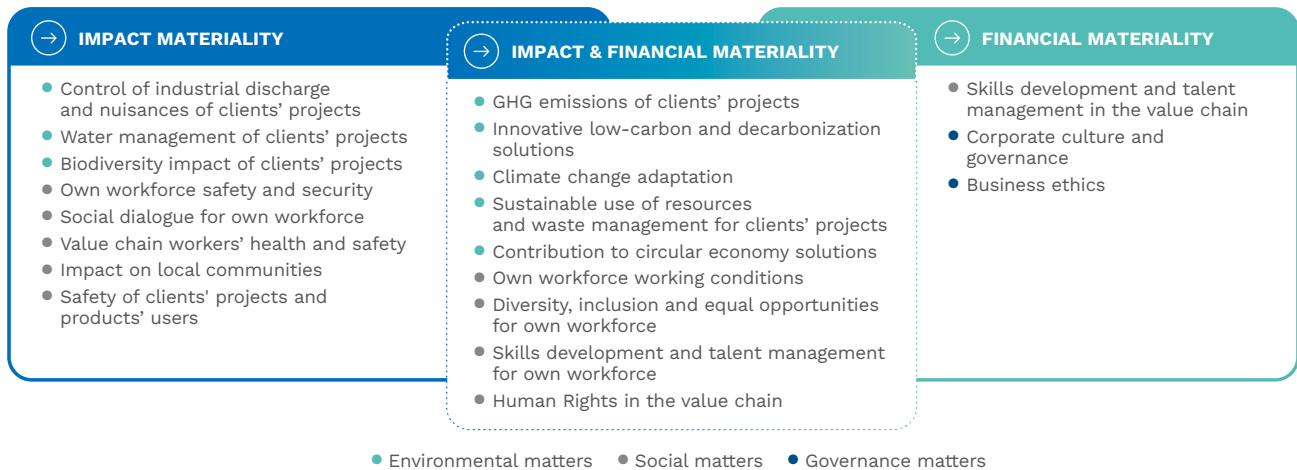 IMPACT MATERIALITY
Control of industrial discharge
and nuisances of clients’ projects
Water management of clients’ projects
Biodiversity impact of clients’ projects
Own workforce safety and security
Social dialogue for own workforce
Value chain workers’ health and safety
Impact on local communities
Safety of clients' projects and
products’ users
IMPACT & FINANCIAL MATERIALITY
GHG emissions of clients’ projects
Innovative low-carbon and decarbonization
solutions
Climate change adaptation
Sustainable use of resources
and waste management for clients’ projects
Contribution to circular economy solutions
Own workforce working conditions
Diversity, inclusion and equal opportunities
for own workforce
Skills development and talent management
for own workforce
Human Rights in the value chain
FINANCIAL MATERIALITY
Skills development and talent
management in the value chain
Corporate culture and
governance
Business ethics
Environmental matters Social matters Governance matters